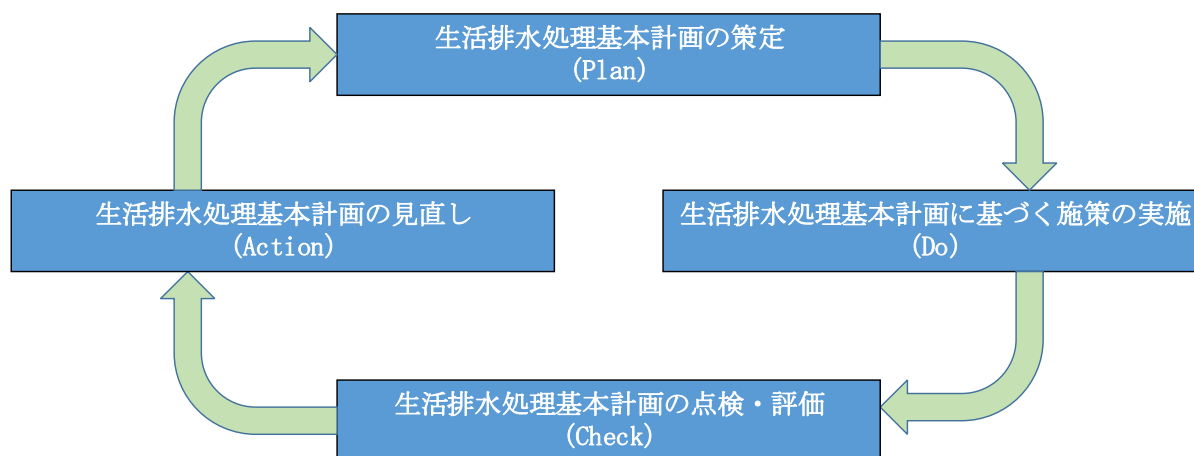 生活排水処理基本計画の策定
(Plan)
生活排水処理基本計画の見直し
(Action)
生活排水処理基本計画に基づく施策の実施
(Do)
生活排水処理基本計画の点検・評価
(Check)